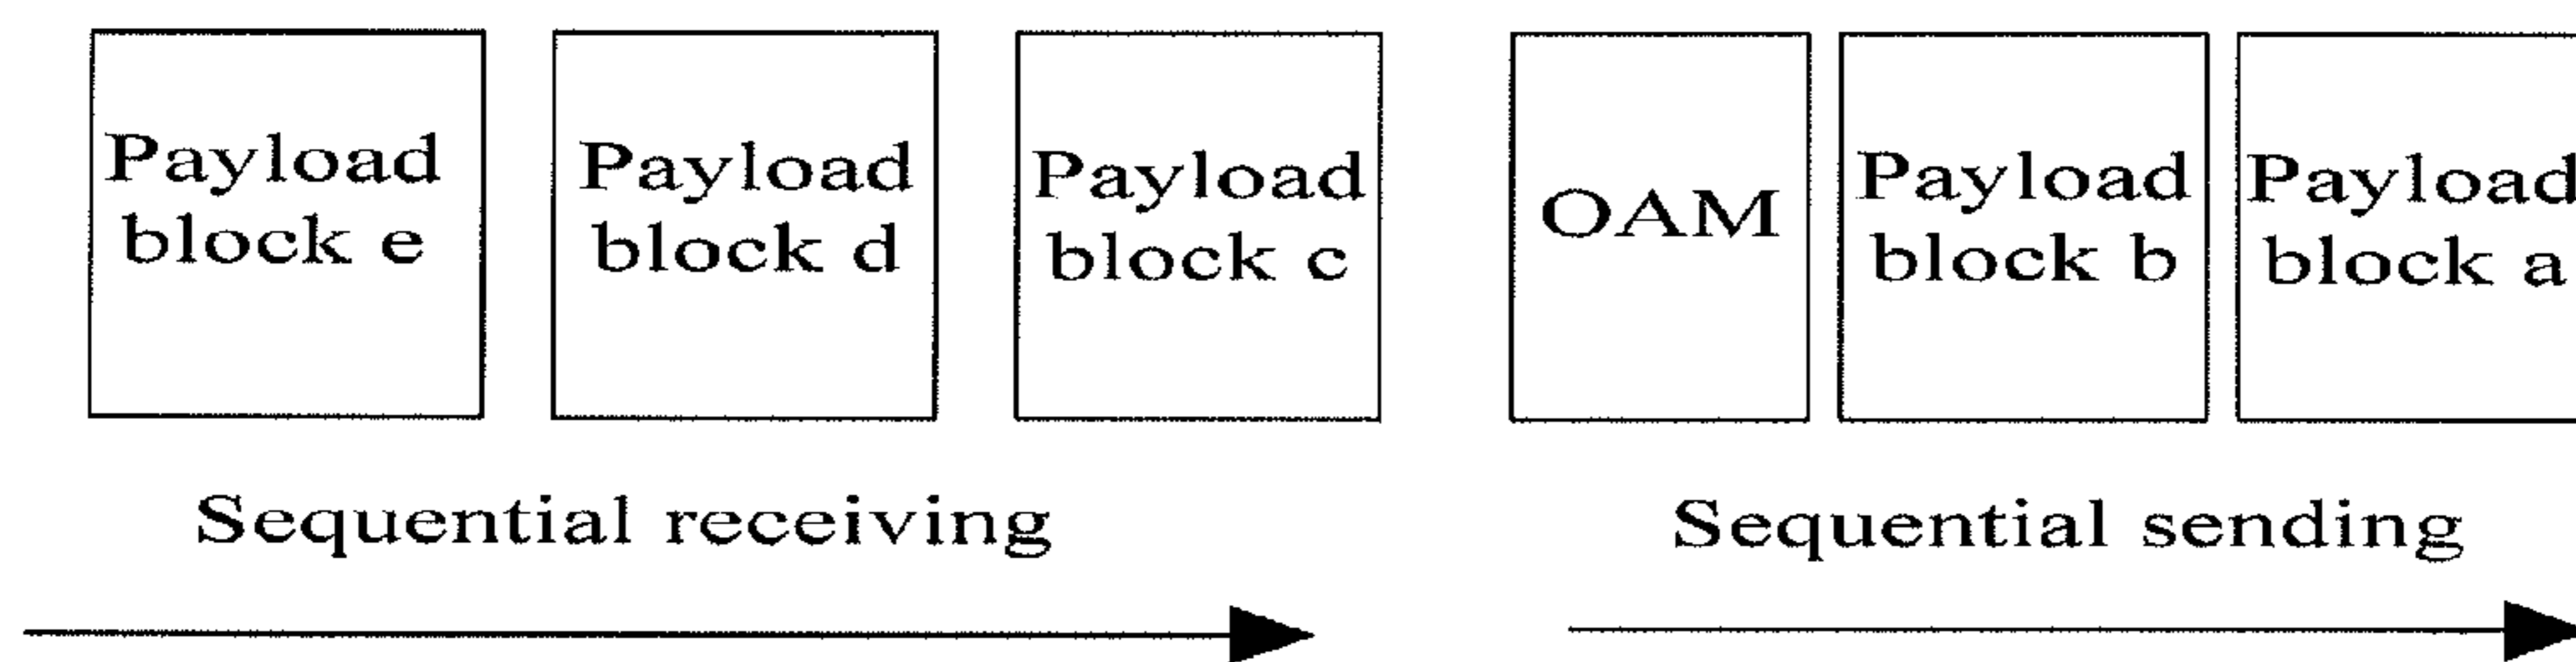 Payload
block e
Payload
block d
Payload
block c
OAM
Payload
block b
Payload
block a
Sequential receiving
Sequential sending